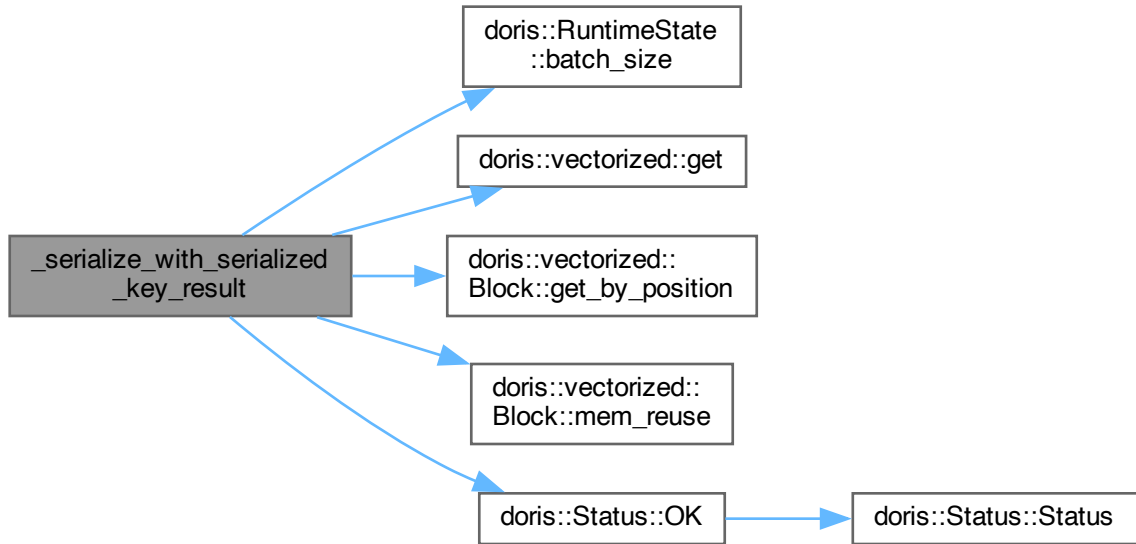 doris::RuntimeState
::batch_size
doris::vectorized::get
_serialize_with_serialized
_key_result
doris::vectorized::
Block::get_by_position
doris::vectorized::
Block::mem_reuse
doris::Status::OK
doris::Status::Status